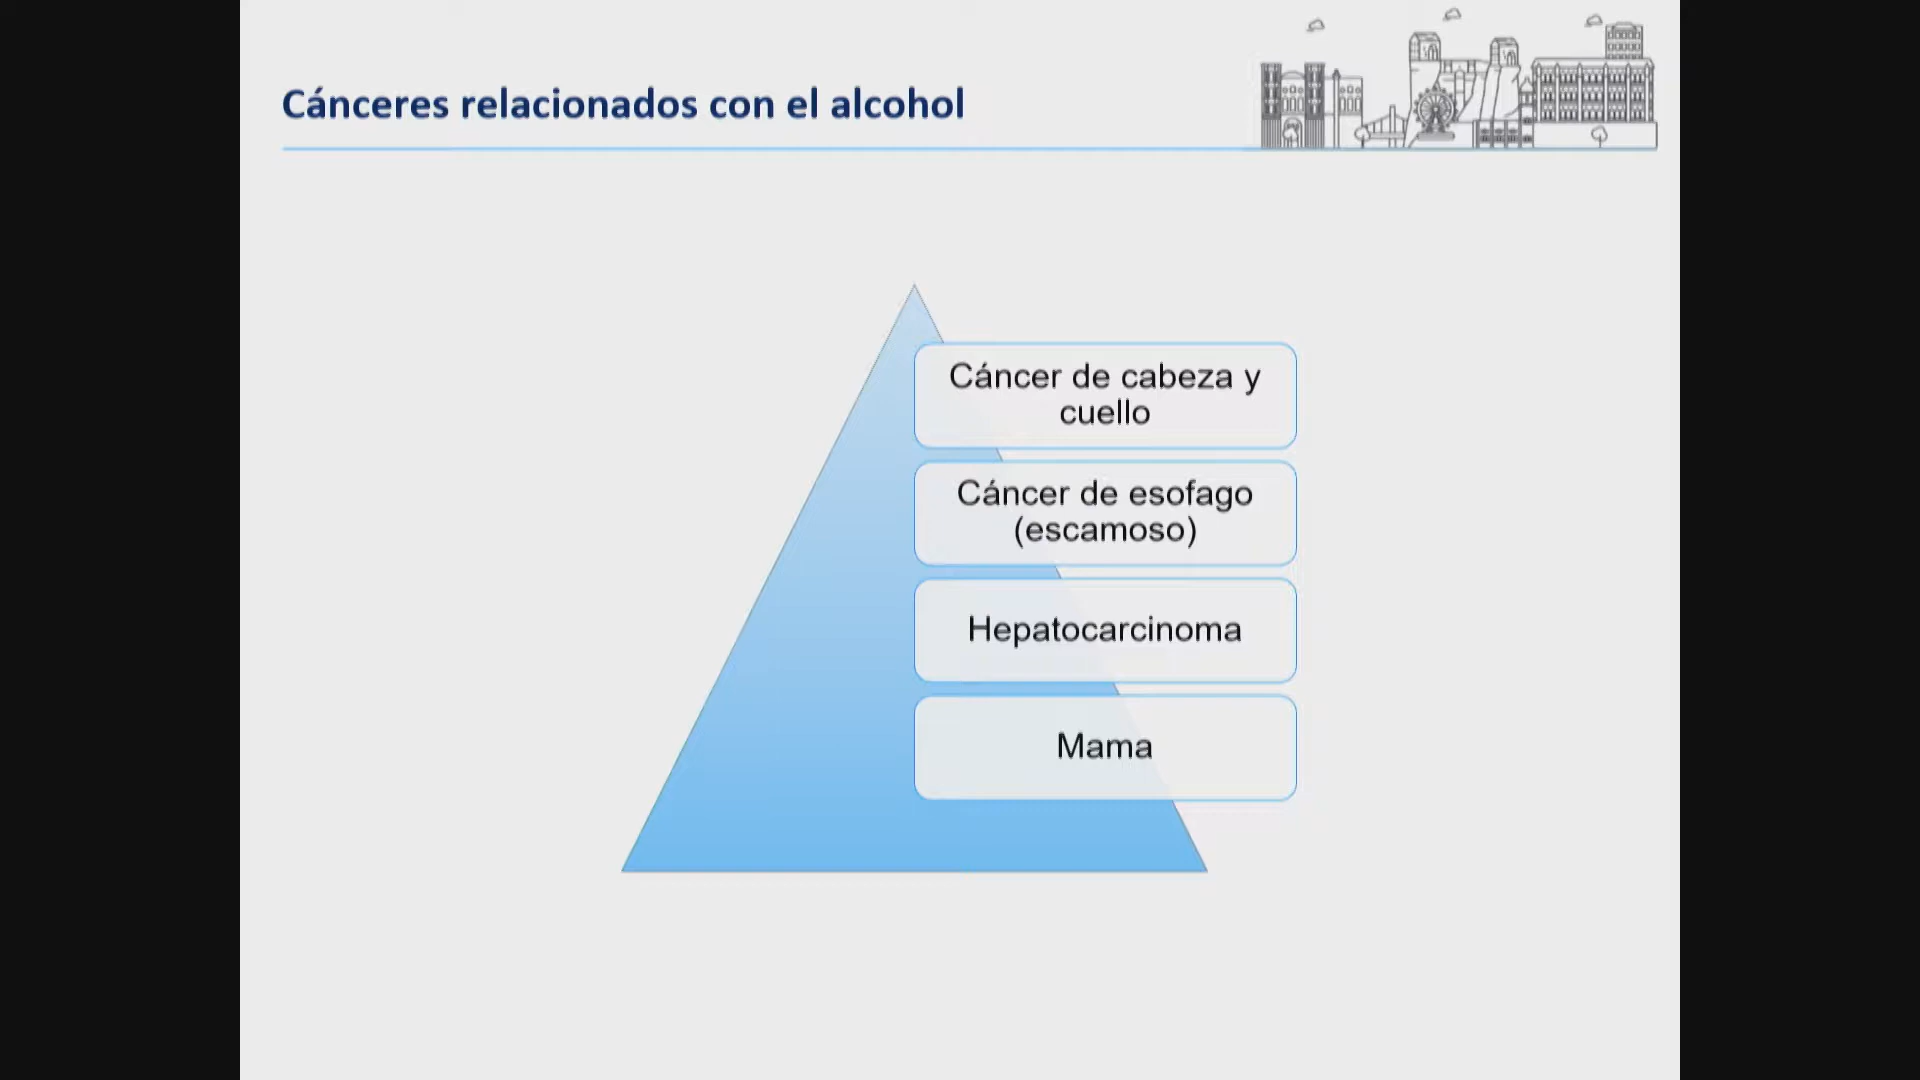 Cánceres relacionados con el alcohol
Cáncer de cabeza y
cuello
Cáncer de esofago
(escamoso)
Hepatocarcinoma
Mama